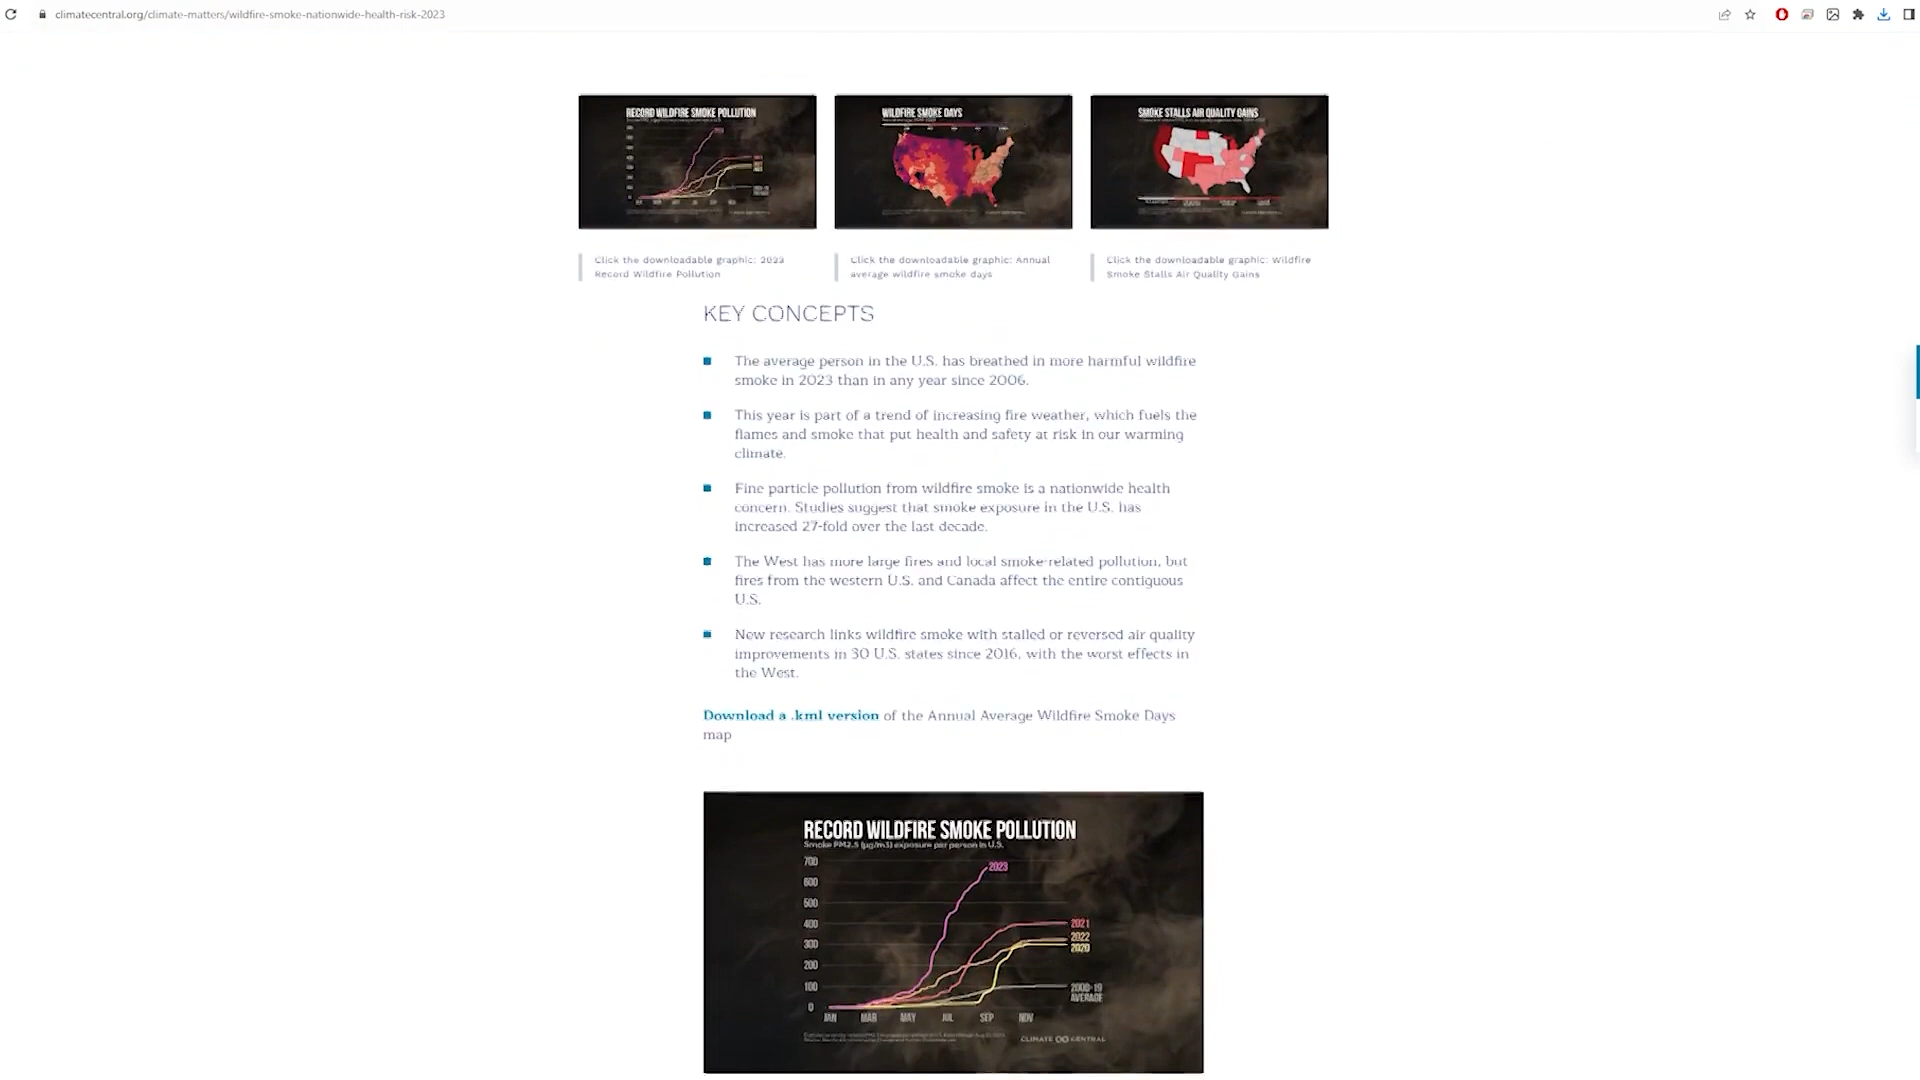 climatecentral.org/climate-matters/wildfire-smoke-nationwide-health-risk-2023
RECORD WILDFIRE SMOKE POLLUTION
WILDFIRE SMOKE DAYS
SMOKE STALLS AIR QUALITY GAINS
Click the downloadable graphic: 2023
Record Wildfire Pollution
Click the downloadable graphic: Annual
average wildfire smoke days
Click the downloadable graphic: Wildfire
Smoke Stalls Air Quality Gains
KEY CONCEPTS
The average person in the U.S. has breathed in more harmful wildfire
smoke in 2023 than in any year since 2006.
This year is part of a trend of increasing fire weather, which fuels the
flames and smoke that put health and safety at risk in our warming
climate.
Fine particle pollution from wildfire smoke is a nationwide health
concern. Studies suggest that smoke exposure in the U.S. has
increased 27-fold over the last decade.
The West has more large fires and local smoke-related pollution, but
fires from the western U.S. and Canada affect the entire contiguous
U.S.
New research links wildfire smoke with stalled or reversed air quality
improvements in 30 U.S. states since 2016, with the worst effects in
the West.
Download a .kml version of the Annual Average Wildfire Smoke Days
map
RECORD WILDFIRE SMOKE POLLUTION
Smoke PM2.5 (µg/m3) exposure per person in U.S.
700
2023
600
500
400
2021
300
2022
2020
200
100
AVERAGE
0
JAN MAR MAY JUL SEP NOV
CLIMATE CENTRAL